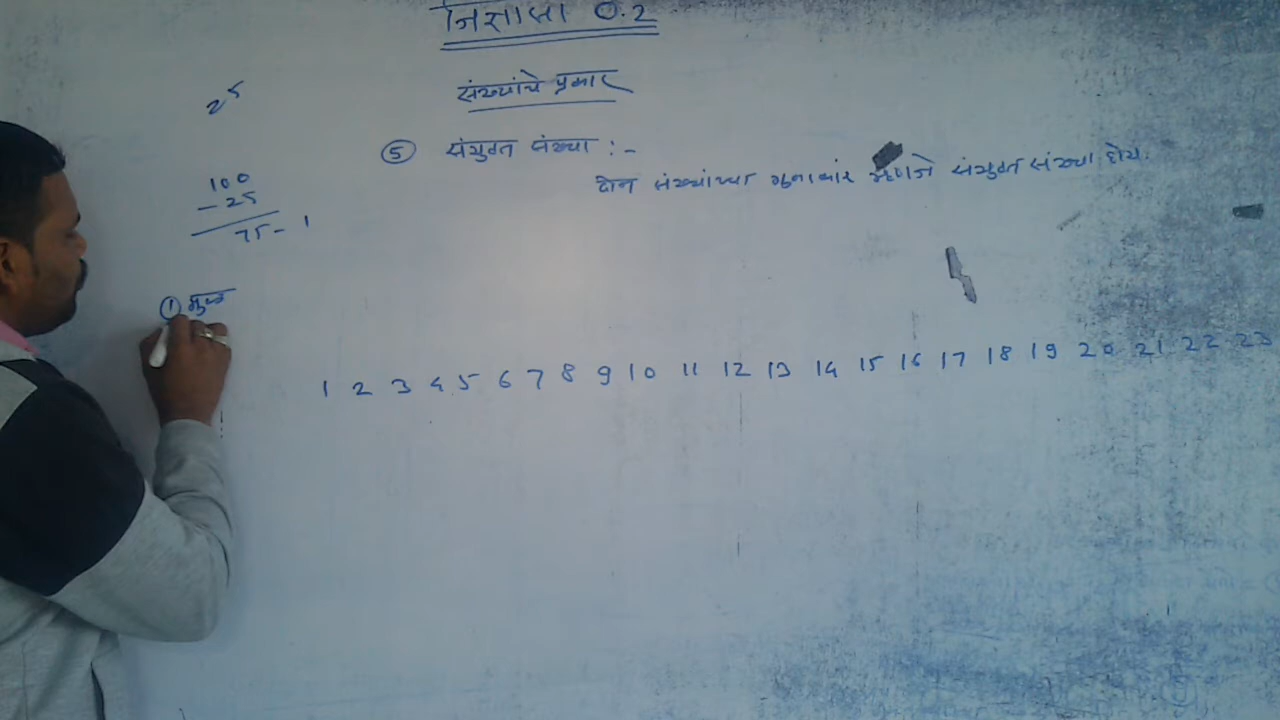 जिज्ञासा 0.2
संख्यांचे प्रकार
25
⑤ संयुक्त संख्या :-
दोन संख्यांच्या गुणाकार म्हणजे संयुक्त संख्या होय.
100
- 25
75 - 1
① मुळ
1 2 3 4 5 6 7 8 9 10 11 12 13 14 15 16 17 18 19 20 21 22 23